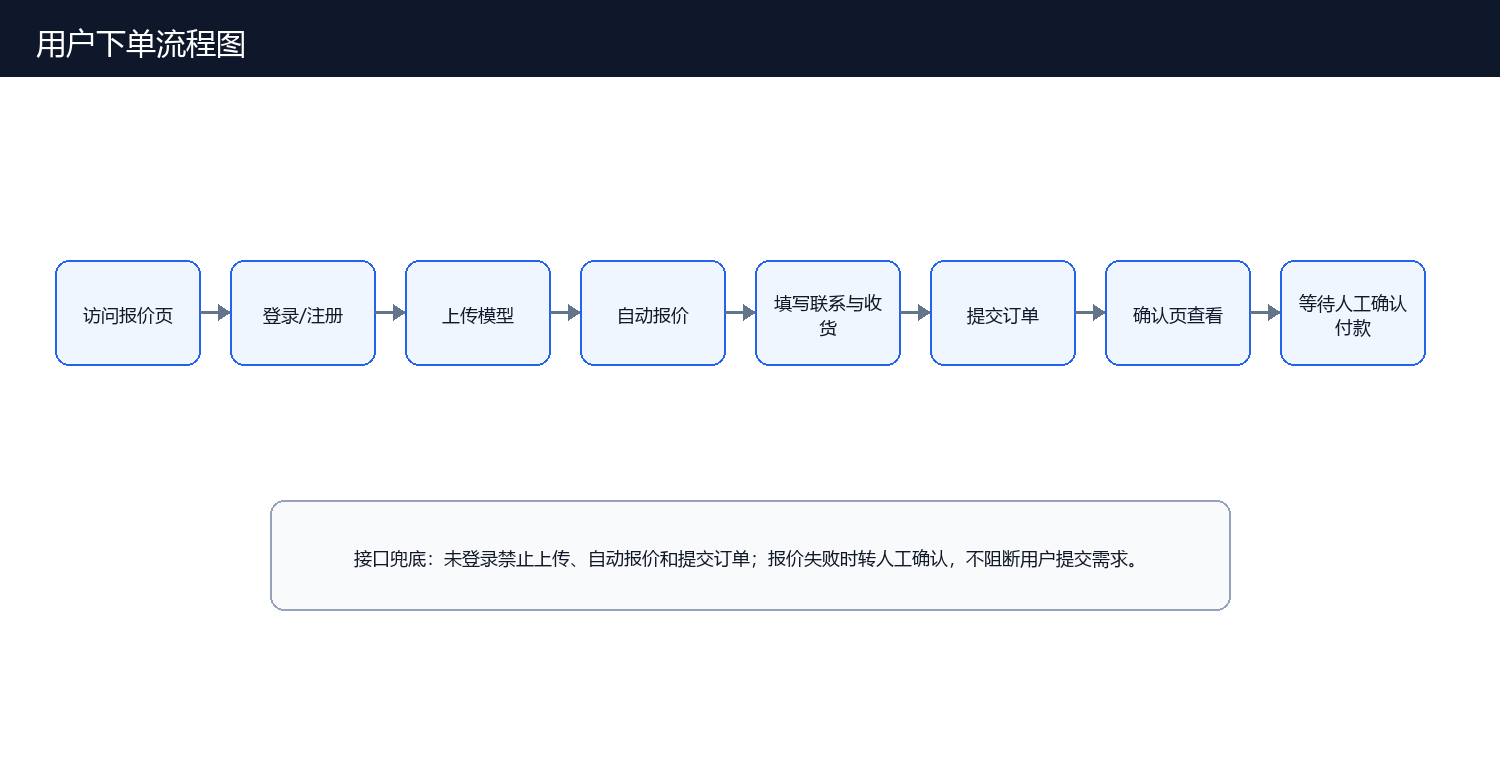 用户下单流程图
访问报价页
登录/注册
上传模型
自动报价
填写联系与收
货
提交订单
确认页查看
等待人工确认
付款
接口兜底：未登录禁止上传、自动报价和提交订单；报价失败时转人工确认，不阻断用户提交需求。